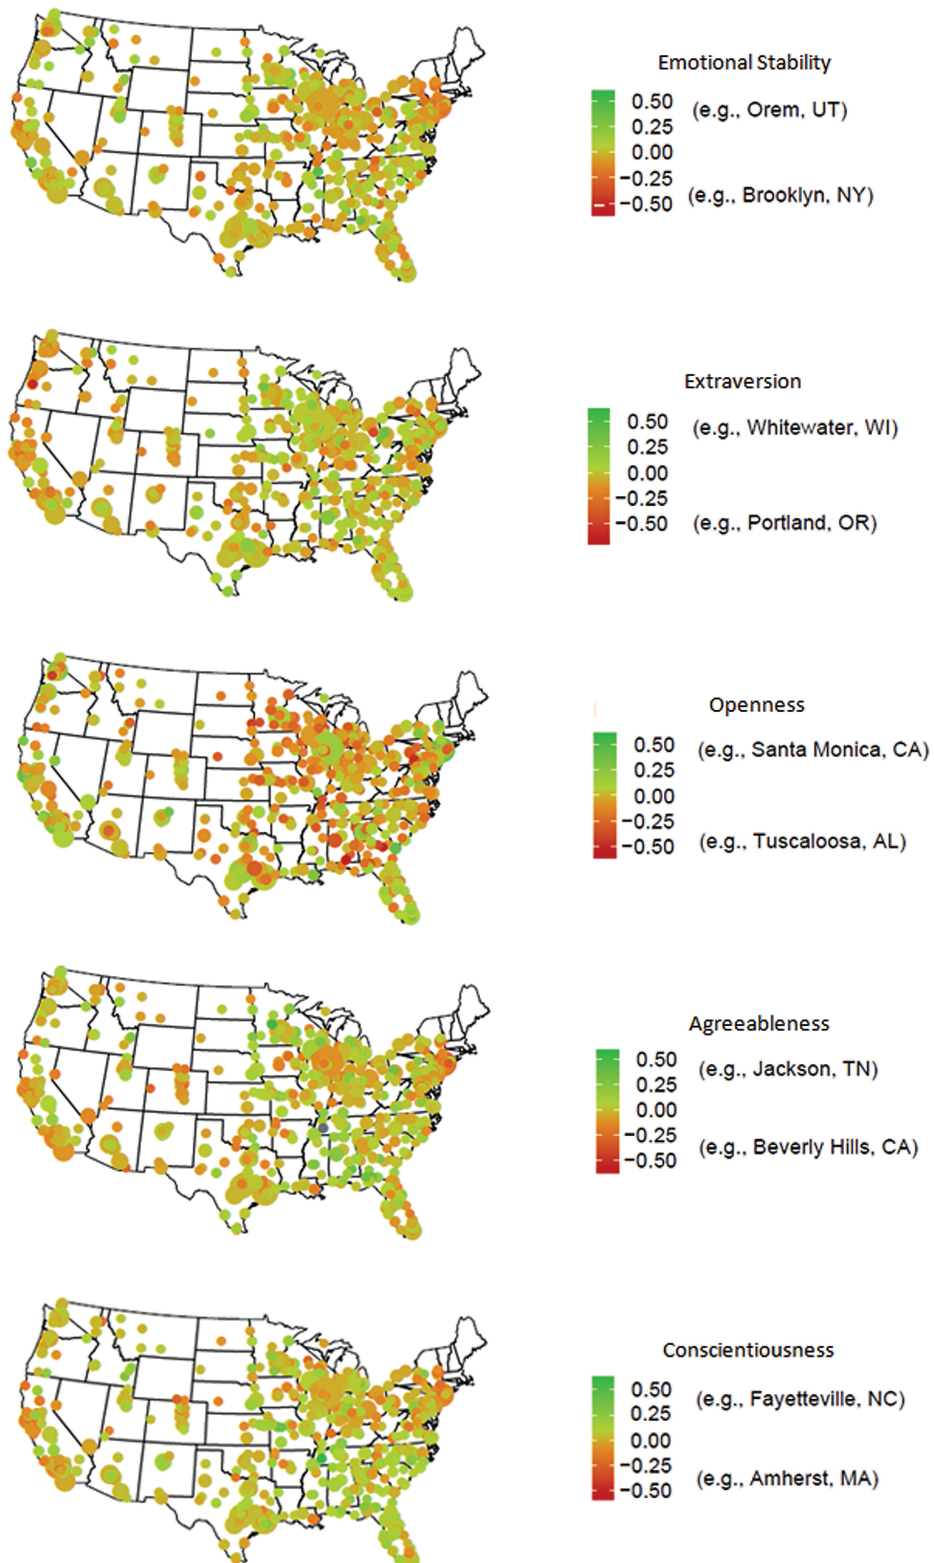 Emotional Stability
0.50 (e.g., Orem, UT)
0.25
0.00
−0.25
−0.50 (e.g., Brooklyn, NY)
Extraversion
0.50 (e.g., Whitewater, WI)
0.25
0.00
−0.25
−0.50 (e.g., Portland, OR)
Openness
0.50 (e.g., Santa Monica, CA)
0.25
0.00
−0.25
−0.50 (e.g., Tuscaloosa, AL)
Agreeableness
0.50 (e.g., Jackson, TN)
0.25
0.00
−0.25 (e.g., Beverly Hills, CA)
−0.50
Conscientiousness
0.50 (e.g., Fayetteville, NC)
0.25
0.00
−0.25 (e.g., Amherst, MA)
−0.50